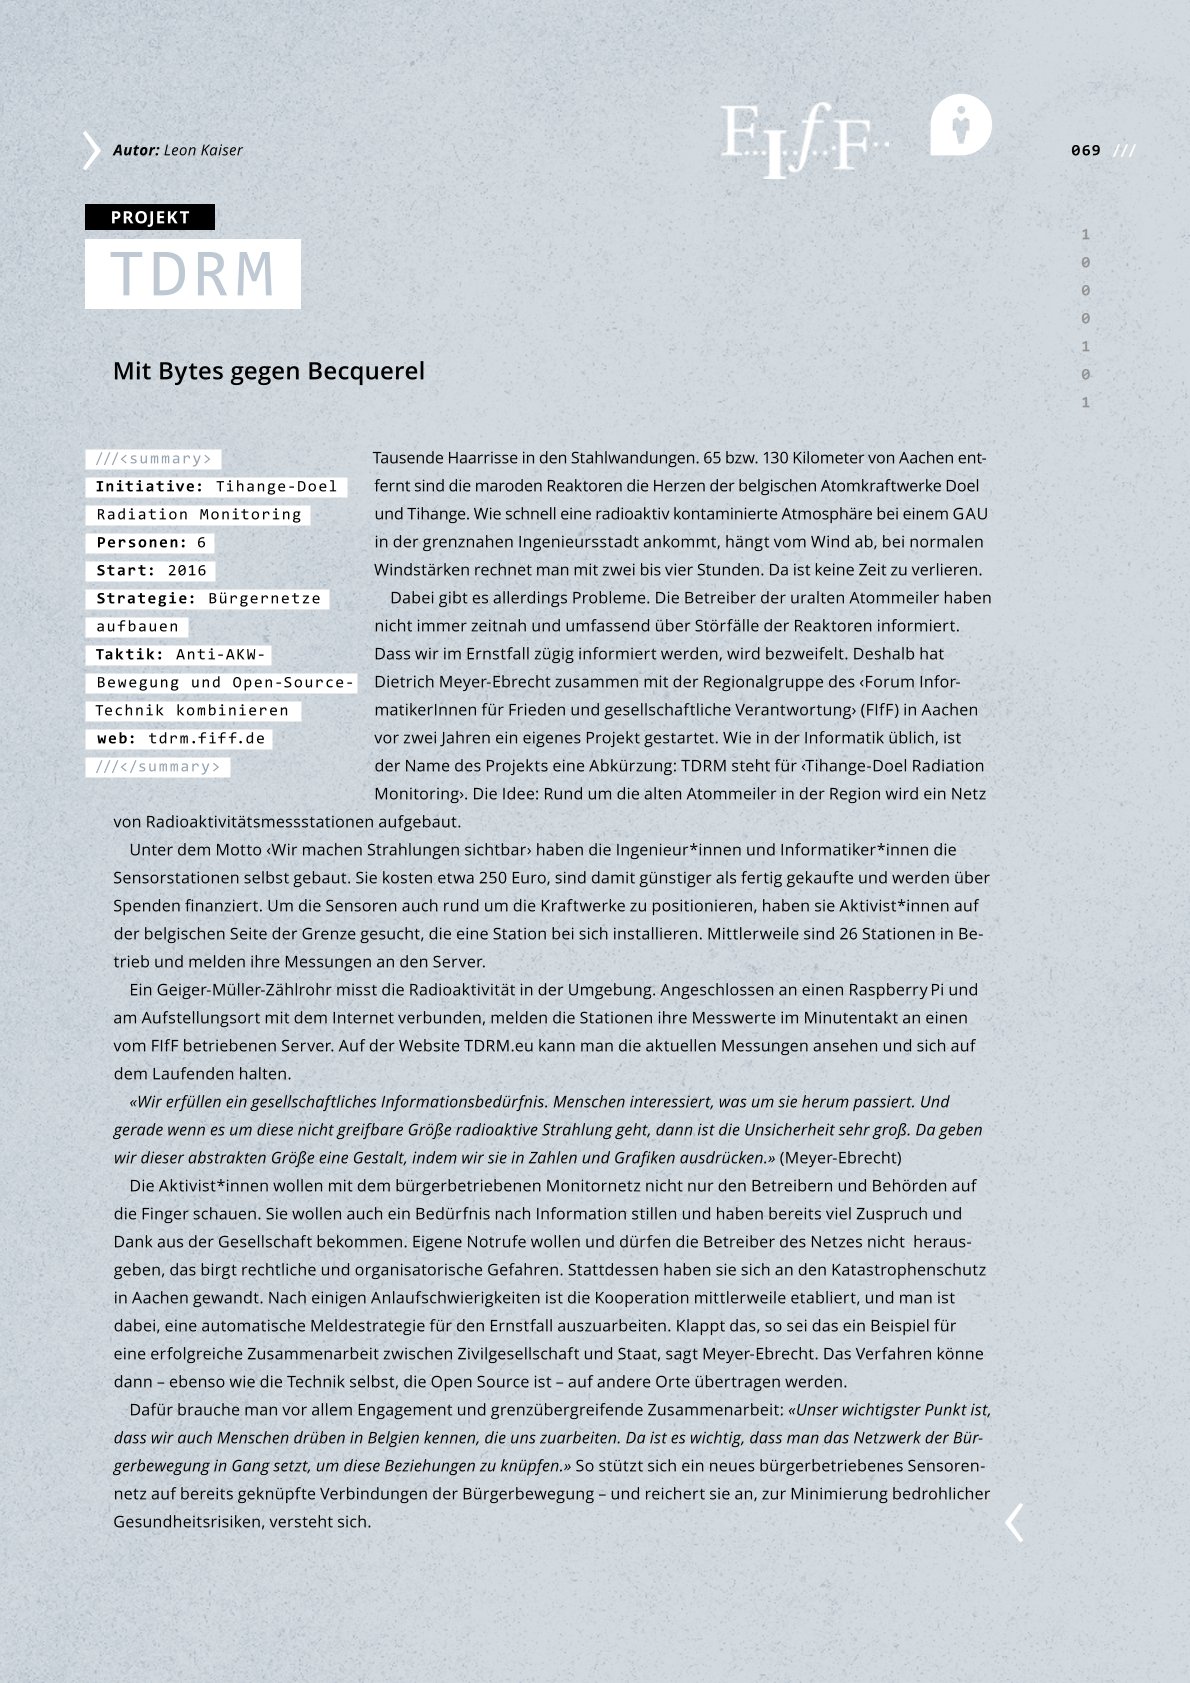 Autor: Leon Kaiser
FIfF
069 ///
PROJEKT
TDRM
1
0
0
0
1
0
1
Mit Bytes gegen Becquerel
///<summary>
Initiative: Tihange-Doel
Radiation Monitoring
Personen: 6
Start: 2016
Strategie: Bürgernetze
aufbauen
Taktik: Anti-AKW-
Bewegung und Open-Source-
Technik kombinieren
web: tdrm.fiff.de
///</summary>
Tausende Haarrisse in den Stahlwandungen. 65 bzw. 130 Kilometer von Aachen ent-
fernt sind die maroden Reaktoren die Herzen der belgischen Atomkraftwerke Doel
und Tihange. Wie schnell eine radioaktiv kontaminierte Atmosphäre bei einem GAU
in der grenznahen Ingenieursstadt ankommt, hängt vom Wind ab, bei normalen
Windstärken rechnet man mit zwei bis vier Stunden. Da ist keine Zeit zu verlieren.
Dabei gibt es allerdings Probleme. Die Betreiber der uralten Atommeiler haben
nicht immer zeitnah und umfassend über Störfälle der Reaktoren informiert.
Dass wir im Ernstfall zügig informiert werden, wird bezweifelt. Deshalb hat
Dietrich Meyer-Ebrecht zusammen mit der Regionalgruppe des ‹Forum Infor-
matikerInnen für Frieden und gesellschaftliche Verantwortung› (FIfF) in Aachen
vor zwei Jahren ein eigenes Projekt gestartet. Wie in der Informatik üblich, ist
der Name des Projekts eine Abkürzung: TDRM steht für ‹Tihange-Doel Radiation
Monitoring›. Die Idee: Rund um die alten Atommeiler in der Region wird ein Netz
von Radioaktivitätsmessstationen aufgebaut.
Unter dem Motto ‹Wir machen Strahlungen sichtbar› haben die Ingenieur*innen und Informatiker*innen die
Sensorstationen selbst gebaut. Sie kosten etwa 250 Euro, sind damit günstiger als fertig gekaufte und werden über
Spenden finanziert. Um die Sensoren auch rund um die Kraftwerke zu positionieren, haben sie Aktivist*innen auf
der belgischen Seite der Grenze gesucht, die eine Station bei sich installieren. Mittlerweile sind 26 Stationen in Be-
trieb und melden ihre Messungen an den Server.
Ein Geiger-Müller-Zählrohr misst die Radioaktivität in der Umgebung. Angeschlossen an einen Raspberry Pi und
am Aufstellungsort mit dem Internet verbunden, melden die Stationen ihre Messwerte im Minutentakt an einen
vom FIfF betriebenen Server. Auf der Website TDRM.eu kann man die aktuellen Messungen ansehen und sich auf
dem Laufenden halten.
«Wir erfüllen ein gesellschaftliches Informationsbedürfnis. Menschen interessiert, was um sie herum passiert. Und
gerade wenn es um diese nicht greifbare Größe radioaktive Strahlung geht, dann ist die Unsicherheit sehr groß. Da geben
wir dieser abstrakten Größe eine Gestalt, indem wir sie in Zahlen und Grafiken ausdrücken.» (Meyer-Ebrecht)
Die Aktivist*innen wollen mit dem bürgerbetriebenen Monitornetz nicht nur den Betreibern und Behörden auf
die Finger schauen. Sie wollen auch ein Bedürfnis nach Information stillen und haben bereits viel Zuspruch und
Dank aus der Gesellschaft bekommen. Eigene Notrufe wollen und dürfen die Betreiber des Netzes nicht heraus-
geben, das birgt rechtliche und organisatorische Gefahren. Stattdessen haben sie sich an den Katastrophenschutz
in Aachen gewandt. Nach einigen Anlaufschwierigkeiten ist die Kooperation mittlerweile etabliert, und man ist
dabei, eine automatische Meldestrategie für den Ernstfall auszuarbeiten. Klappt das, so sei das ein Beispiel für
eine erfolgreiche Zusammenarbeit zwischen Zivilgesellschaft und Staat, sagt Meyer-Ebrecht. Das Verfahren könne
dann – ebenso wie die Technik selbst, die Open Source ist – auf andere Orte übertragen werden.
Dafür brauche man vor allem Engagement und grenzübergreifende Zusammenarbeit: «Unser wichtigster Punkt ist,
dass wir auch Menschen drüben in Belgien kennen, die uns zuarbeiten. Da ist es wichtig, dass man das Netzwerk der Bür-
gerbewegung in Gang setzt, um diese Beziehungen zu knüpfen.» So stützt sich ein neues bürgerbetriebenes Sensoren-
netz auf bereits geknüpfte Verbindungen der Bürgerbewegung – und reichert sie an, zur Minimierung bedrohlicher
Gesundheitsrisiken, versteht sich.